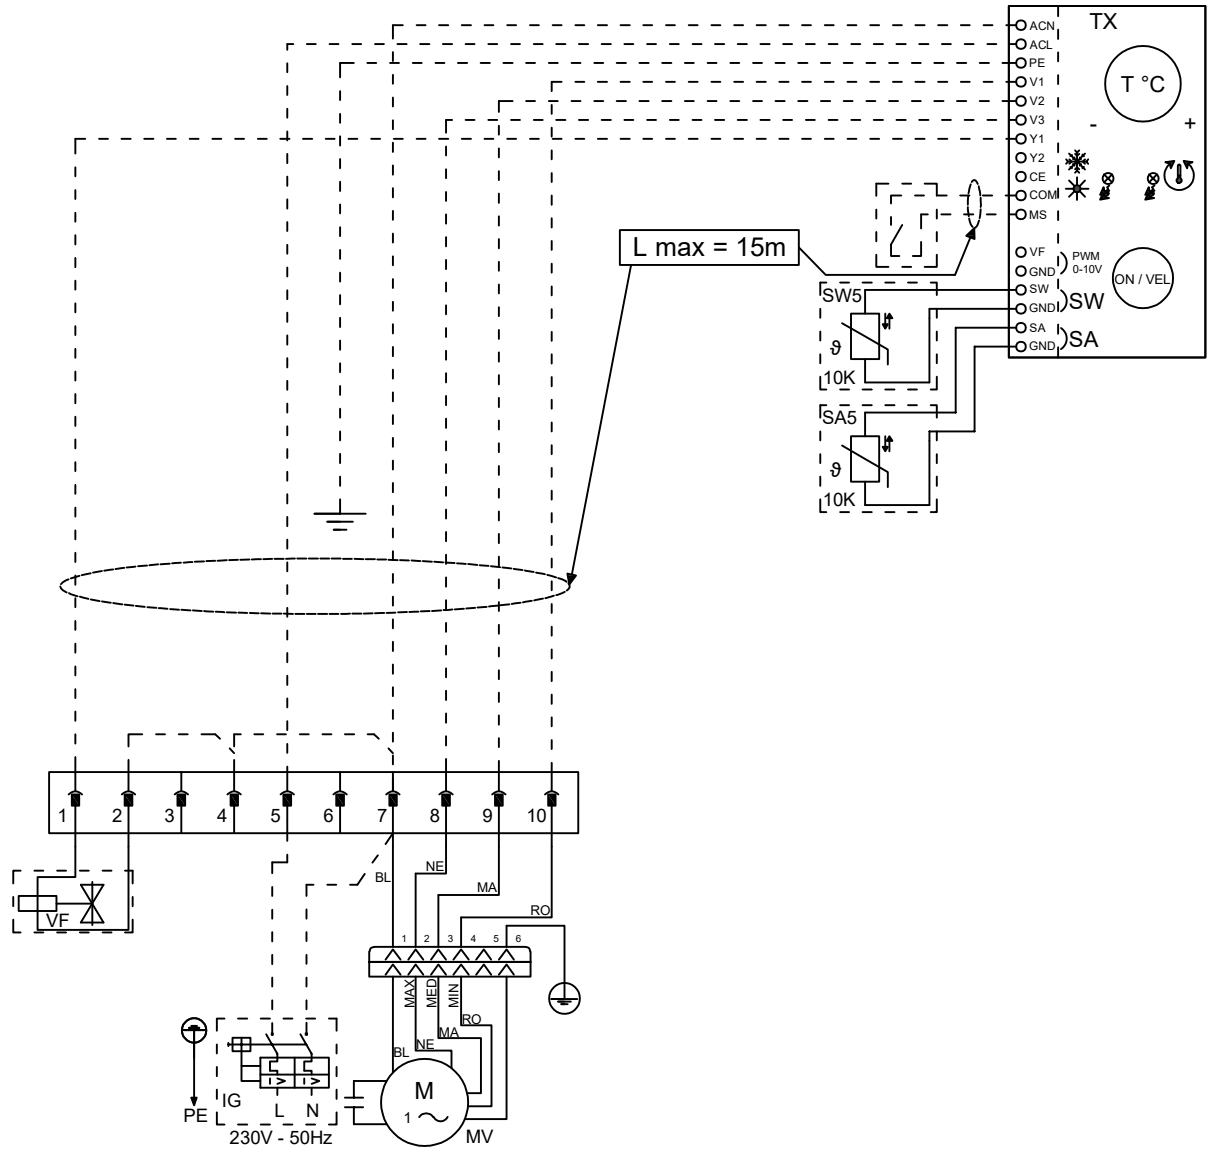 TX
ACN
ACL
PE
V1
V2
V3
Y1
Y2
CE
COM
MS
VF
GND
SW
GND
SA
GND
T °C
- +
PWM
0-10V
ON / VEL
SW
SA
L max = 15m
SW5
ϑ
10K
SA5
ϑ
10K
1 2 3 4 5 6 7 8 9 10
VF
BL
NE
MA
RO
1 2 3 4 5 6
MAX
MED
MIN
RO
MA
NE
BL
M
1
MV
PE
IG
I > I >
L N
230V - 50Hz